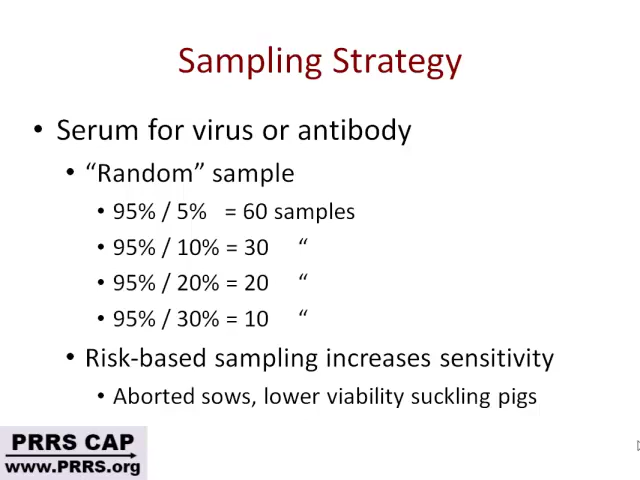 Sampling Strategy
• Serum for virus or antibody
• “Random” sample
• 95% / 5% = 60 samples
• 95% / 10% = 30 “
• 95% / 20% = 20 “
• 95% / 30% = 10 “
• Risk-based sampling increases sensitivity
• Aborted sows, lower viability suckling pigs
PRRS CAP
www.PRRS.org